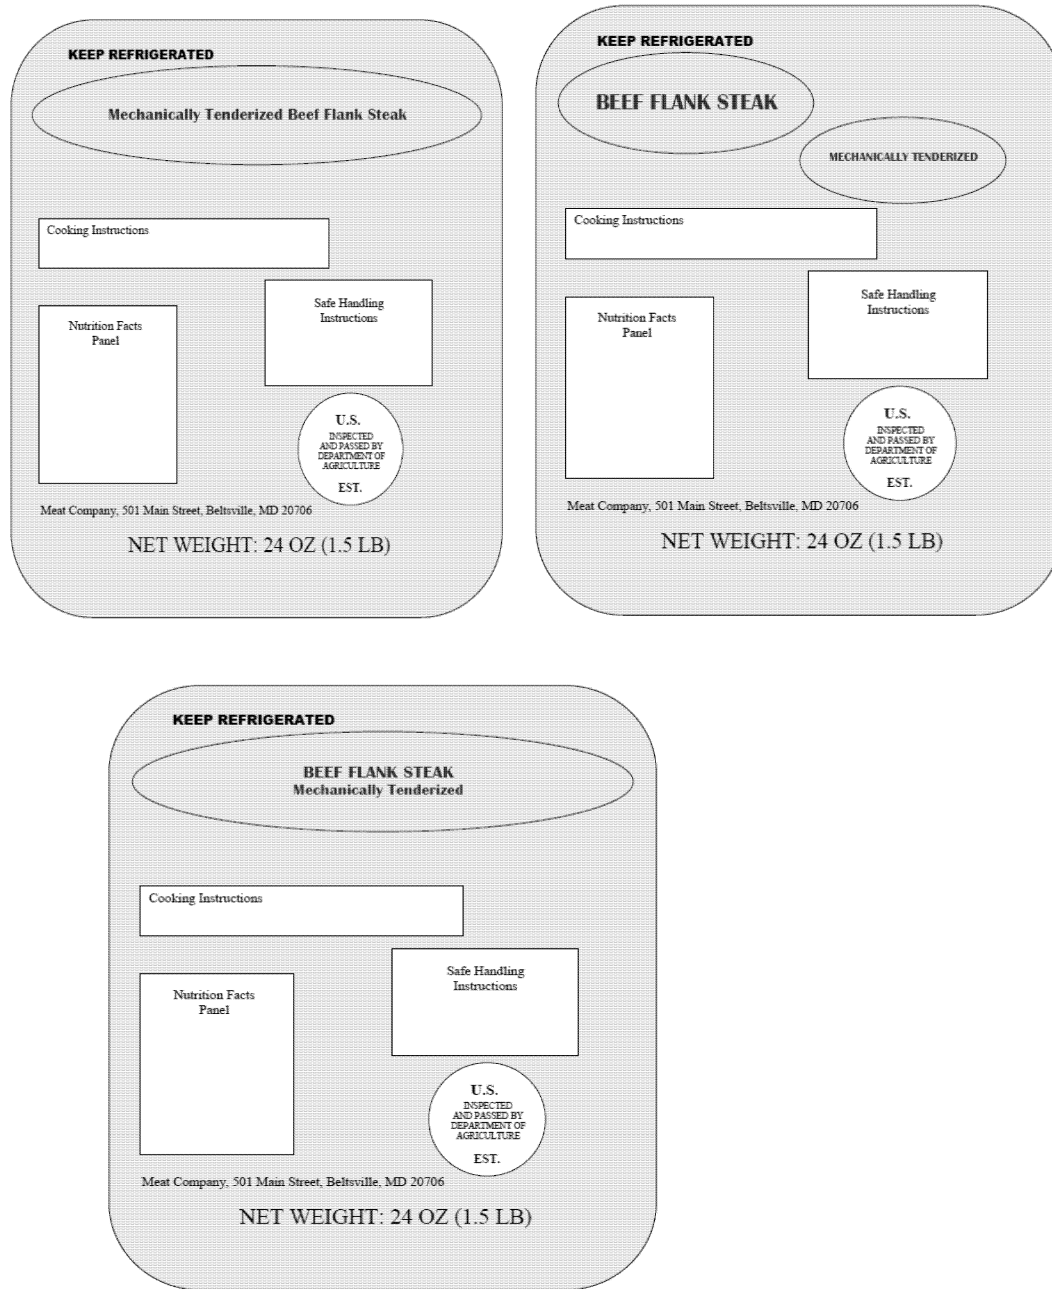 KEEP REFRIGERATED
Mechanically Tenderized Beef Flank Steak
Cooking Instructions
Safe Handling
Instructions
Nutrition Facts
Panel
U.S.
INSPECTED
AND PASSED BY
DEPARTMENT OF
AGRICULTURE
EST.
Meat Company, 501 Main Street, Beltsville, MD 20706
NET WEIGHT: 24 OZ (1.5 LB)
KEEP REFRIGERATED
BEEF FLANK STEAK
MECHANICALLY TENDERIZED
Cooking Instructions
Safe Handling
Instructions
Nutrition Facts
Panel
U.S.
INSPECTED
AND PASSED BY
DEPARTMENT OF
AGRICULTURE
EST.
Meat Company, 501 Main Street, Beltsville, MD 20706
NET WEIGHT: 24 OZ (1.5 LB)
KEEP REFRIGERATED
BEEF FLANK STEAK
Mechanically Tenderized
Cooking Instructions
Safe Handling
Instructions
Nutrition Facts
Panel
U.S.
INSPECTED
AND PASSED BY
DEPARTMENT OF
AGRICULTURE
EST.
Meat Company, 501 Main Street, Beltsville, MD 20706
NET WEIGHT: 24 OZ (1.5 LB)